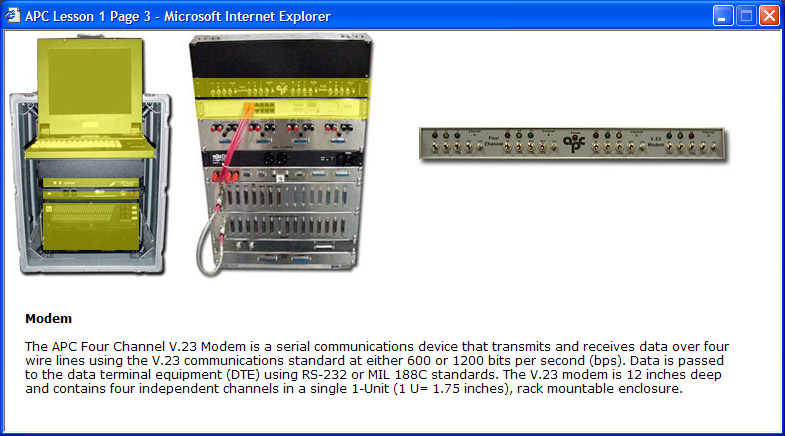 APC Lesson 1 Page 3 - Microsoft Internet Explorer
Four
Channel
apc
V.23
Modem
Modem
The APC Four Channel V.23 Modem is a serial communications device that transmits and receives data over four
wire lines using the V.23 communications standard at either 600 or 1200 bits per second (bps). Data is passed
to the data terminal equipment (DTE) using RS-232 or MIL 188C standards. The V.23 modem is 12 inches deep
and contains four independent channels in a single 1-Unit (1 U= 1.75 inches), rack mountable enclosure.